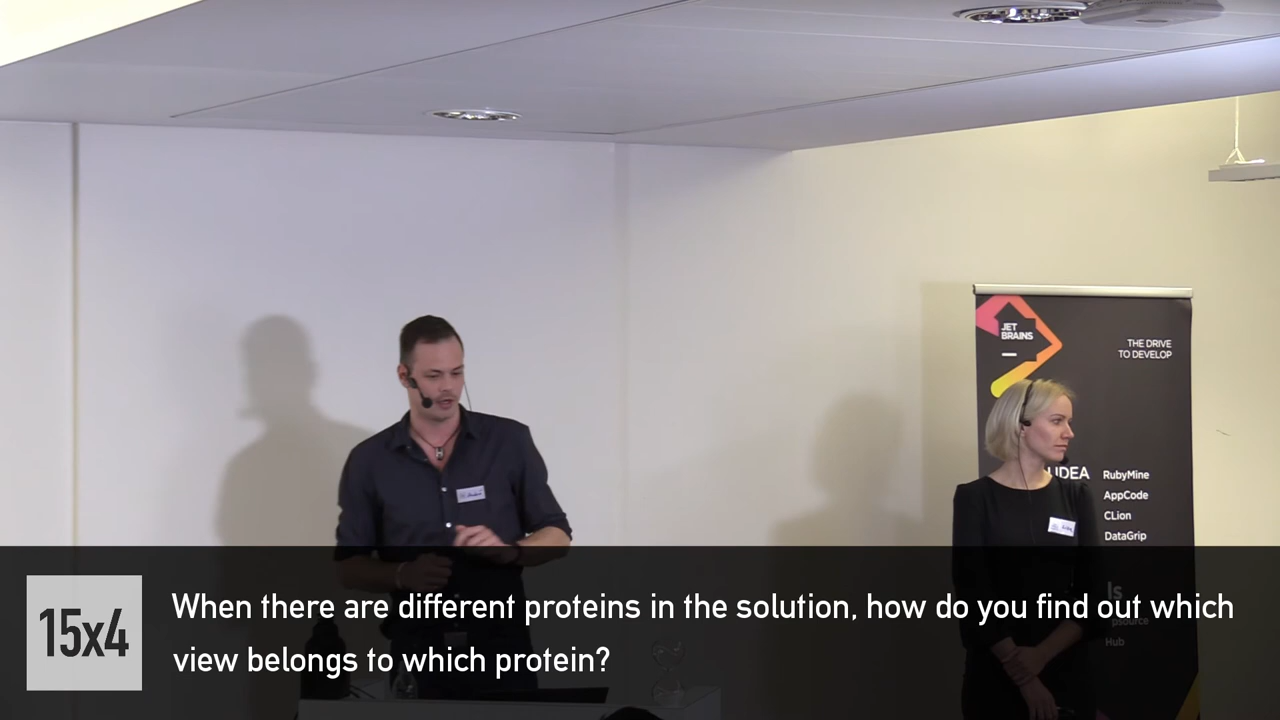 JET
BRAINS
THE DRIVE
TO DEVELOP
IDEA
RubyMine
AppCode
CLion
DataGrip
Hub
15x4
When there are different proteins in the solution, how do you find out which
view belongs to which protein?